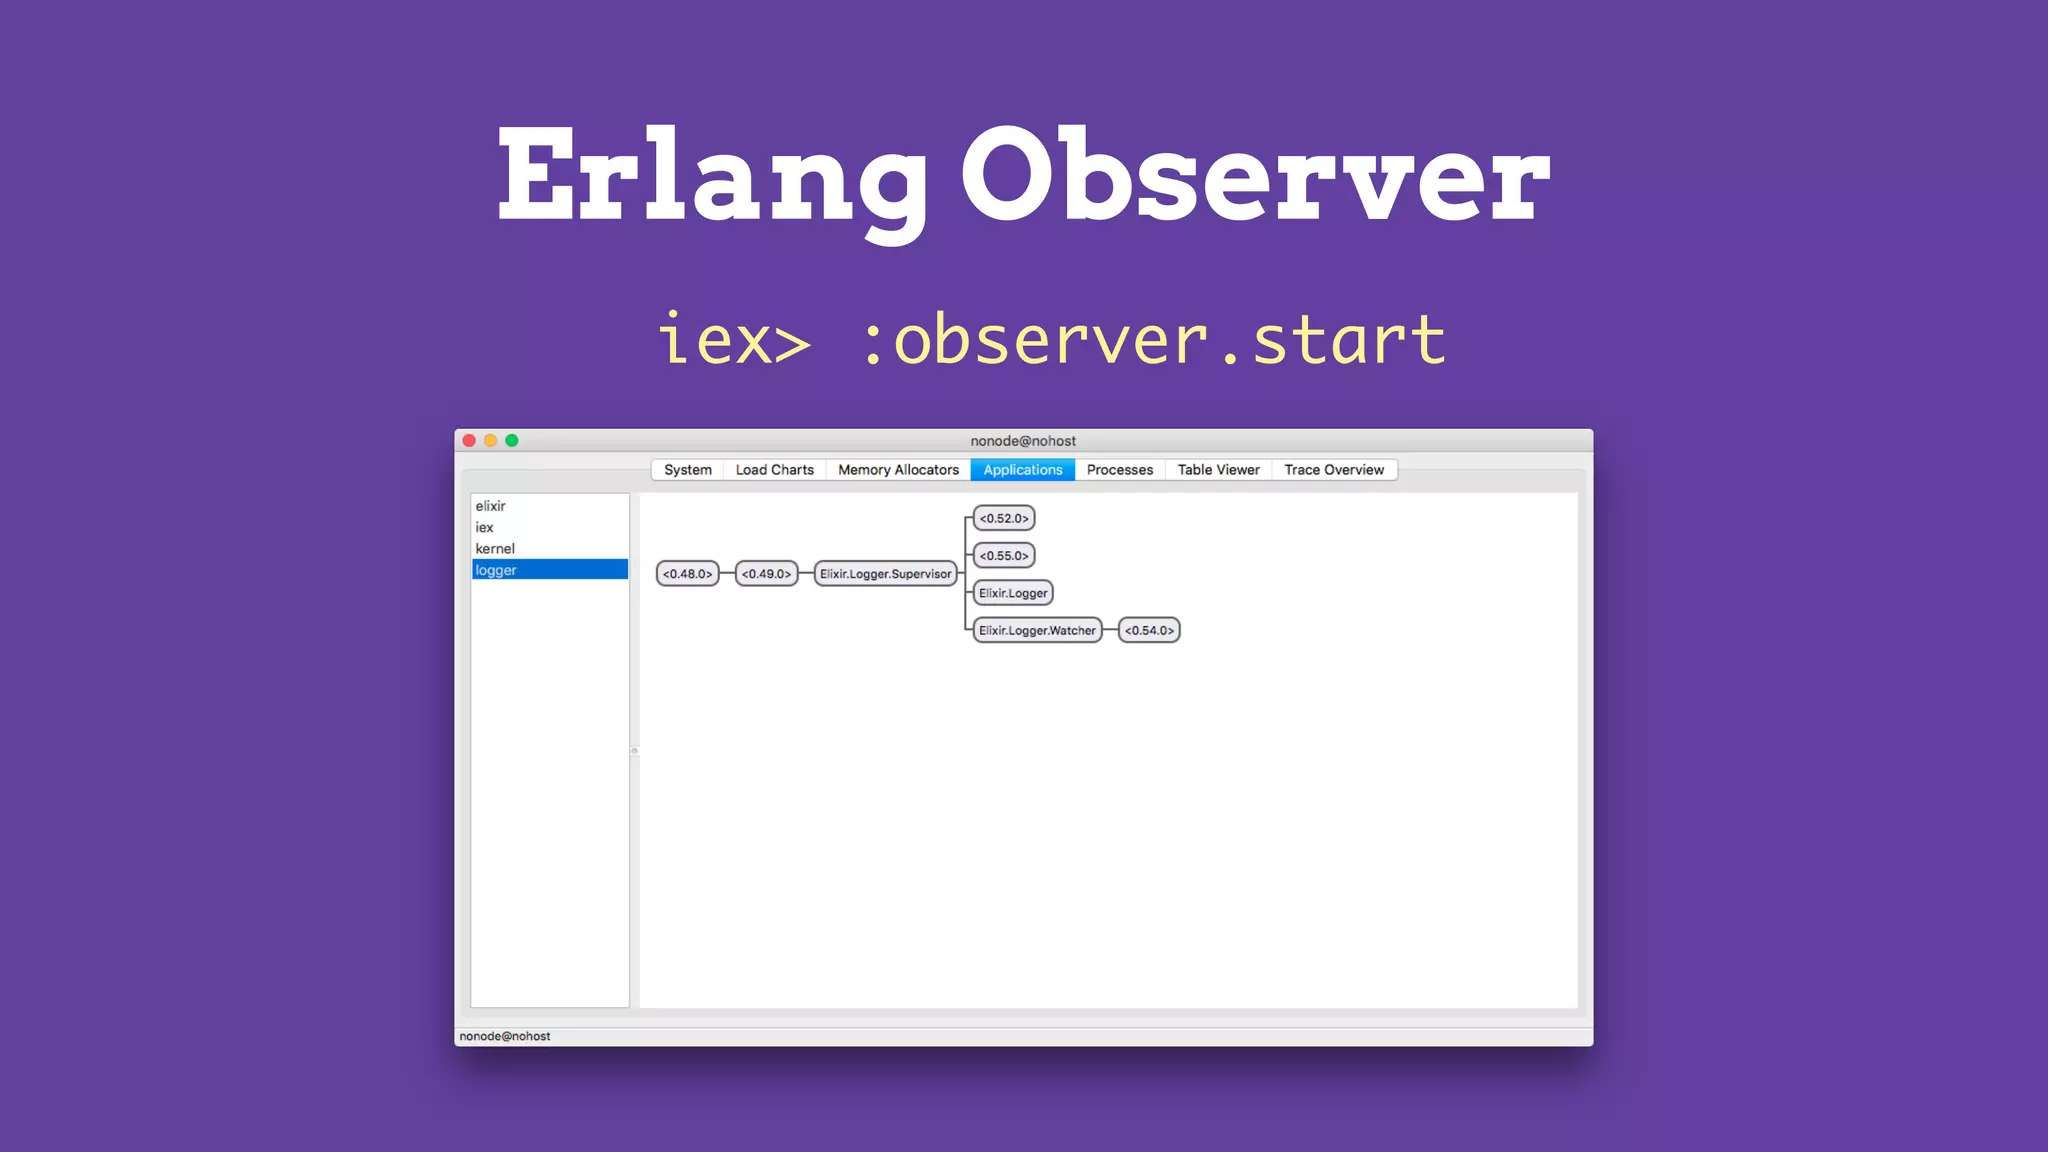 Erlang Observer
iex> :observer.start
nonode@nohost
System Load Charts Memory Allocators Applications Processes Table Viewer Trace Overview
elixir
iex
kernel
logger
<0.52.0>
<0.55.0>
<0.48.0> <0.49.0> Elixir.Logger.Supervisor
Elixir.Logger
Elixir.Logger.Watcher <0.54.0>
nonode@nohost